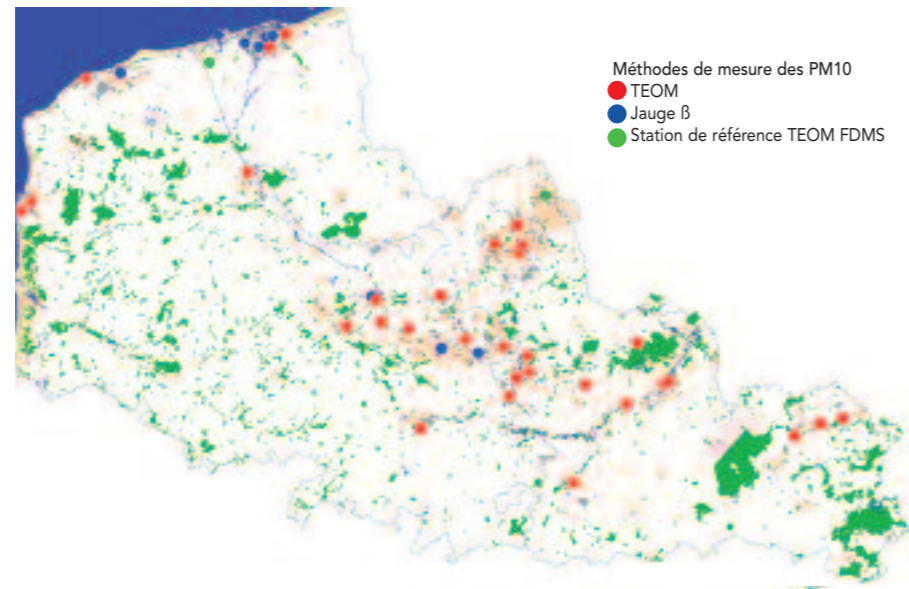 Méthodes de mesure des PM10
TEOM
Jauge ß
Station de référence TEOM FDMS